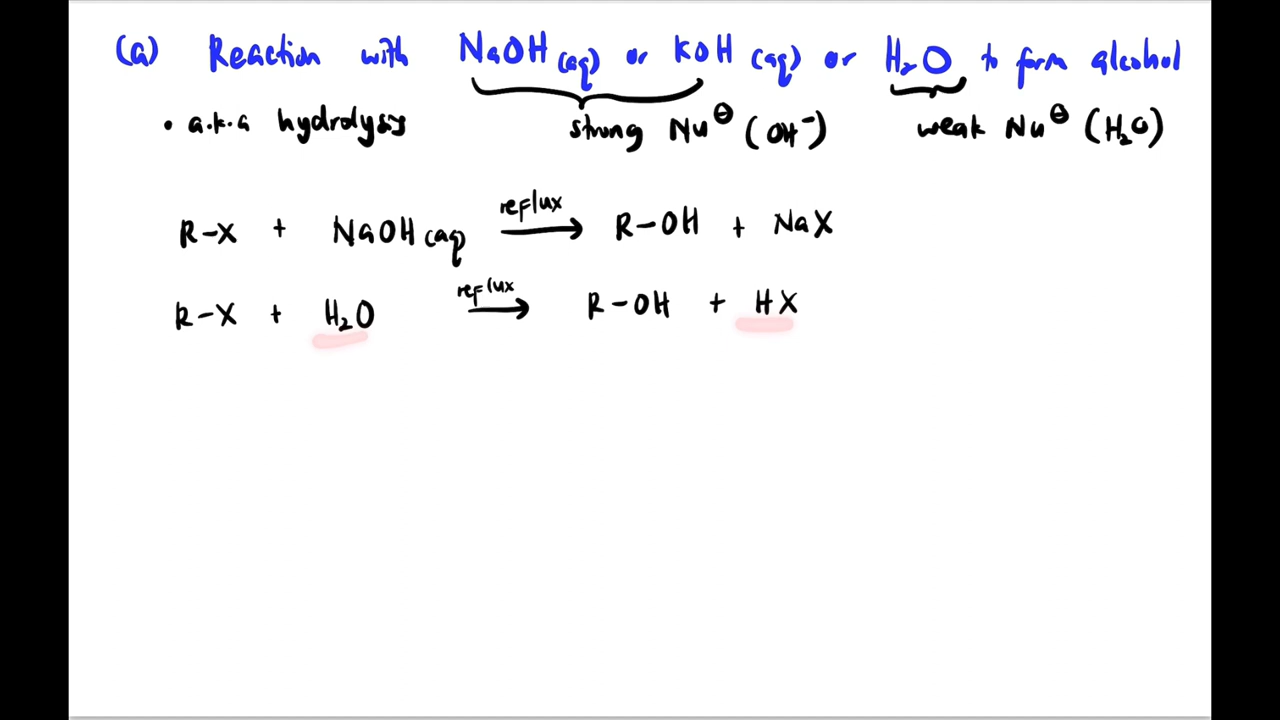 (a) Reaction with NaOH (aq) or KOH (aq) or H₂O to form alcohol
• a.k.a hydrolysis strong Nu⊖ (OH⁻) weak Nu⊖ (H₂O)
reflux
R-X + NaOH (aq) → R-OH + NaX
reflux
R-X + H₂O → R-OH + HX